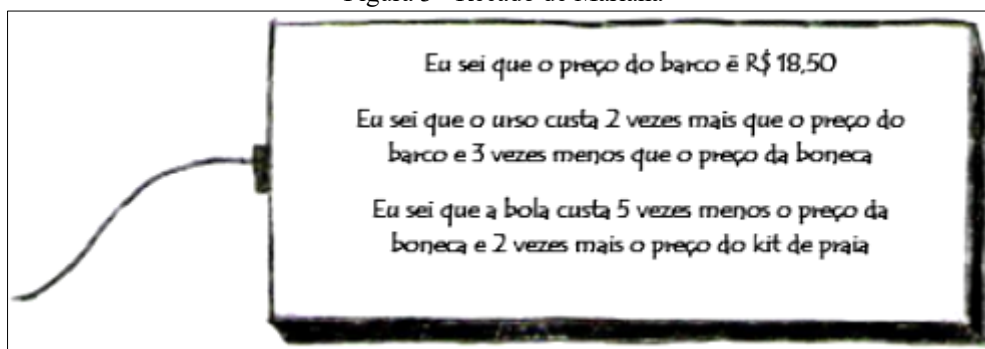 Eu sei que o preço do barco é R$ 18,50
Eu sei que o urso custa 2 vezes mais que o preço do
barco e 3 vezes menos que o preço da boneca
Eu sei que a bola custa 5 vezes menos o preço da
boneca e 2 vezes mais o preço do kit de praia